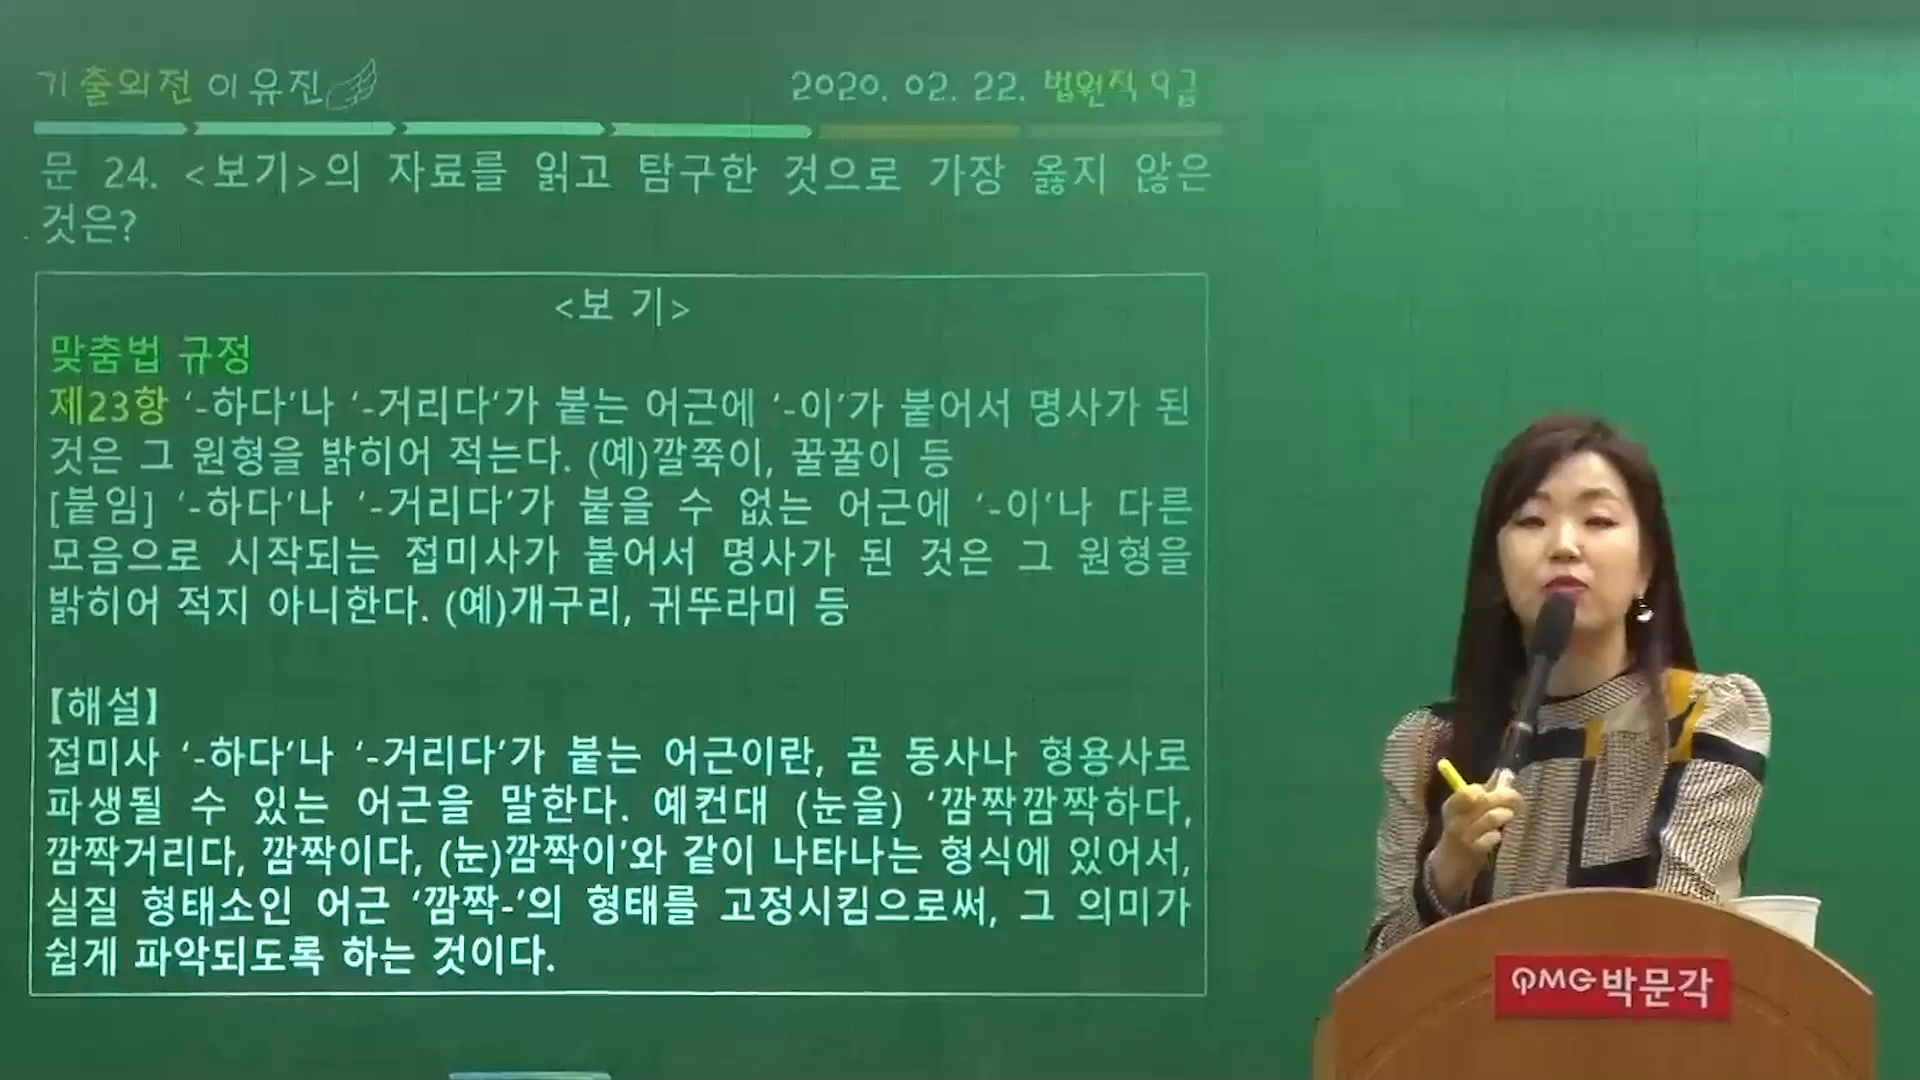 기출외전 이유진
2020. 02. 22. 법원직 9급
문 24. <보기>의 자료를 읽고 탐구한 것으로 가장 옳지 않은
것은?
<보 기>
맞춤법 규정
제23항 ‘-하다’나 ‘-거리다‘가 붙는 어근에 ‘-이‘가 붙어서 명사가 된
것은 그 원형을 밝히어 적는다. (예)깔쭉이, 꿀꿀이 등
[붙임] ‘-하다’나 ‘-거리다’가 붙을 수 없는 어근에 ‘-이‘나 다른
모음으로 시작되는 접미사가 붙어서 명사가 된 것은 그 원형을
밝히어 적지 아니한다. (예)개구리, 귀뚜라미 등
【해설】
접미사 ‘-하다’나 ‘-거리다’가 붙는 어근이란, 곧 동사나 형용사로
파생될 수 있는 어근을 말한다. 예컨대 (눈을) ‘깜짝깜짝하다,
깜짝거리다, 깜짝이다, (눈)깜짝이’와 같이 나타나는 형식에 있어서,
실질 형태소인 어근 ‘깜짝-’의 형태를 고정시킴으로써, 그 의미가
쉽게 파악되도록 하는 것이다.
PMG 박문각